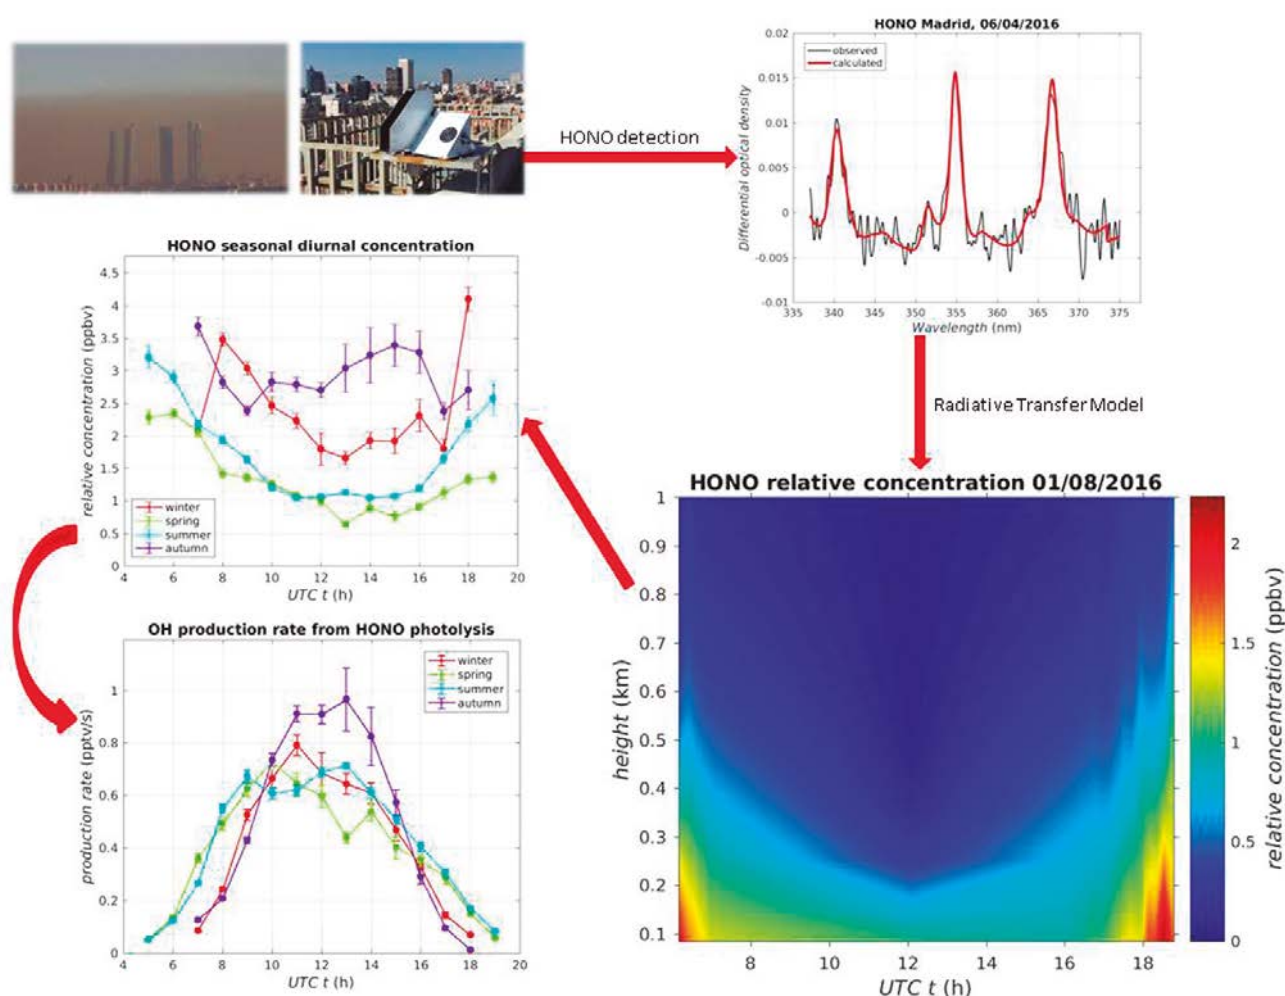 HONO Madrid, 06/04/2016
0.02
0.015
0.01
0.005
0
-0.005
-0.01
Differential optical density
observed
calculated
335 340 345 350 355 360 365 370 375
Wavelength (nm)
HONO detection
HONO seasonal diurnal concentration
4.5
4
3.5
3
2.5
2
1.5
1
0.5
0
relative concentration (ppbv)
winter
spring
summer
autumn
4 6 8 10 12 14 16 18 20
UTC t (h)
Radiative Transfer Model
HONO relative concentration 01/08/2016
1
0.9
0.8
0.7
0.6
0.5
0.4
0.3
0.2
0.1
height (km)
8 10 12 14 16 18
UTC t (h)
2
1.5
1
0.5
0
relative concentration (ppbv)
OH production rate from HONO photolysis
1
0.8
0.6
0.4
0.2
0
production rate (pptv/s)
winter
spring
summer
autumn
4 6 8 10 12 14 16 18 20
UTC t (h)